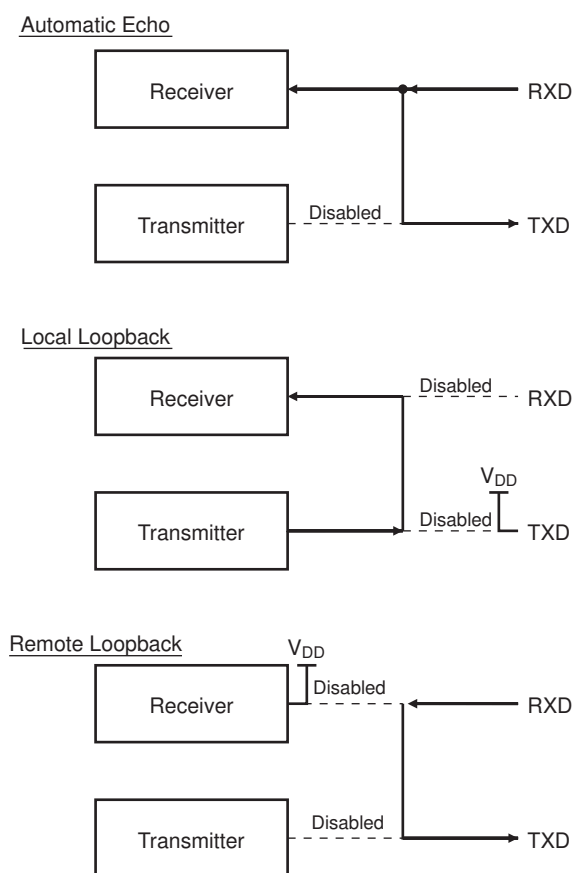 Automatic Echo
Receiver
RXD
Transmitter
Disabled
TXD
Local Loopback
Receiver
Disabled
RXD
VDD
Transmitter
Disabled
TXD
Remote Loopback
VDD
Receiver
Disabled
RXD
Transmitter
Disabled
TXD